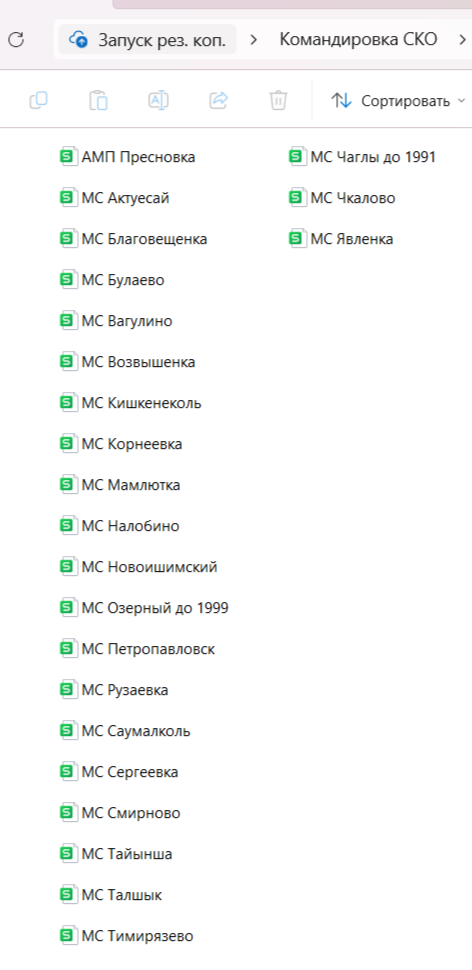 Запуск рез. коп. > Командировка СКО >
Сортировать
АМП Пресновка
МС Актуесай
МС Благовещенка
МС Булаево
МС Вагулино
МС Возвышенка
МС Кишкенеколь
МС Корнеевка
МС Мамлютка
МС Налобино
МС Новоишимский
МС Озерный до 1999
МС Петропавловск
МС Рузаевка
МС Саумалколь
МС Сергеевка
МС Смирново
МС Тайынша
МС Талшык
МС Тимирязево
МС Чаглы до 1991
МС Чкалово
МС Явленка